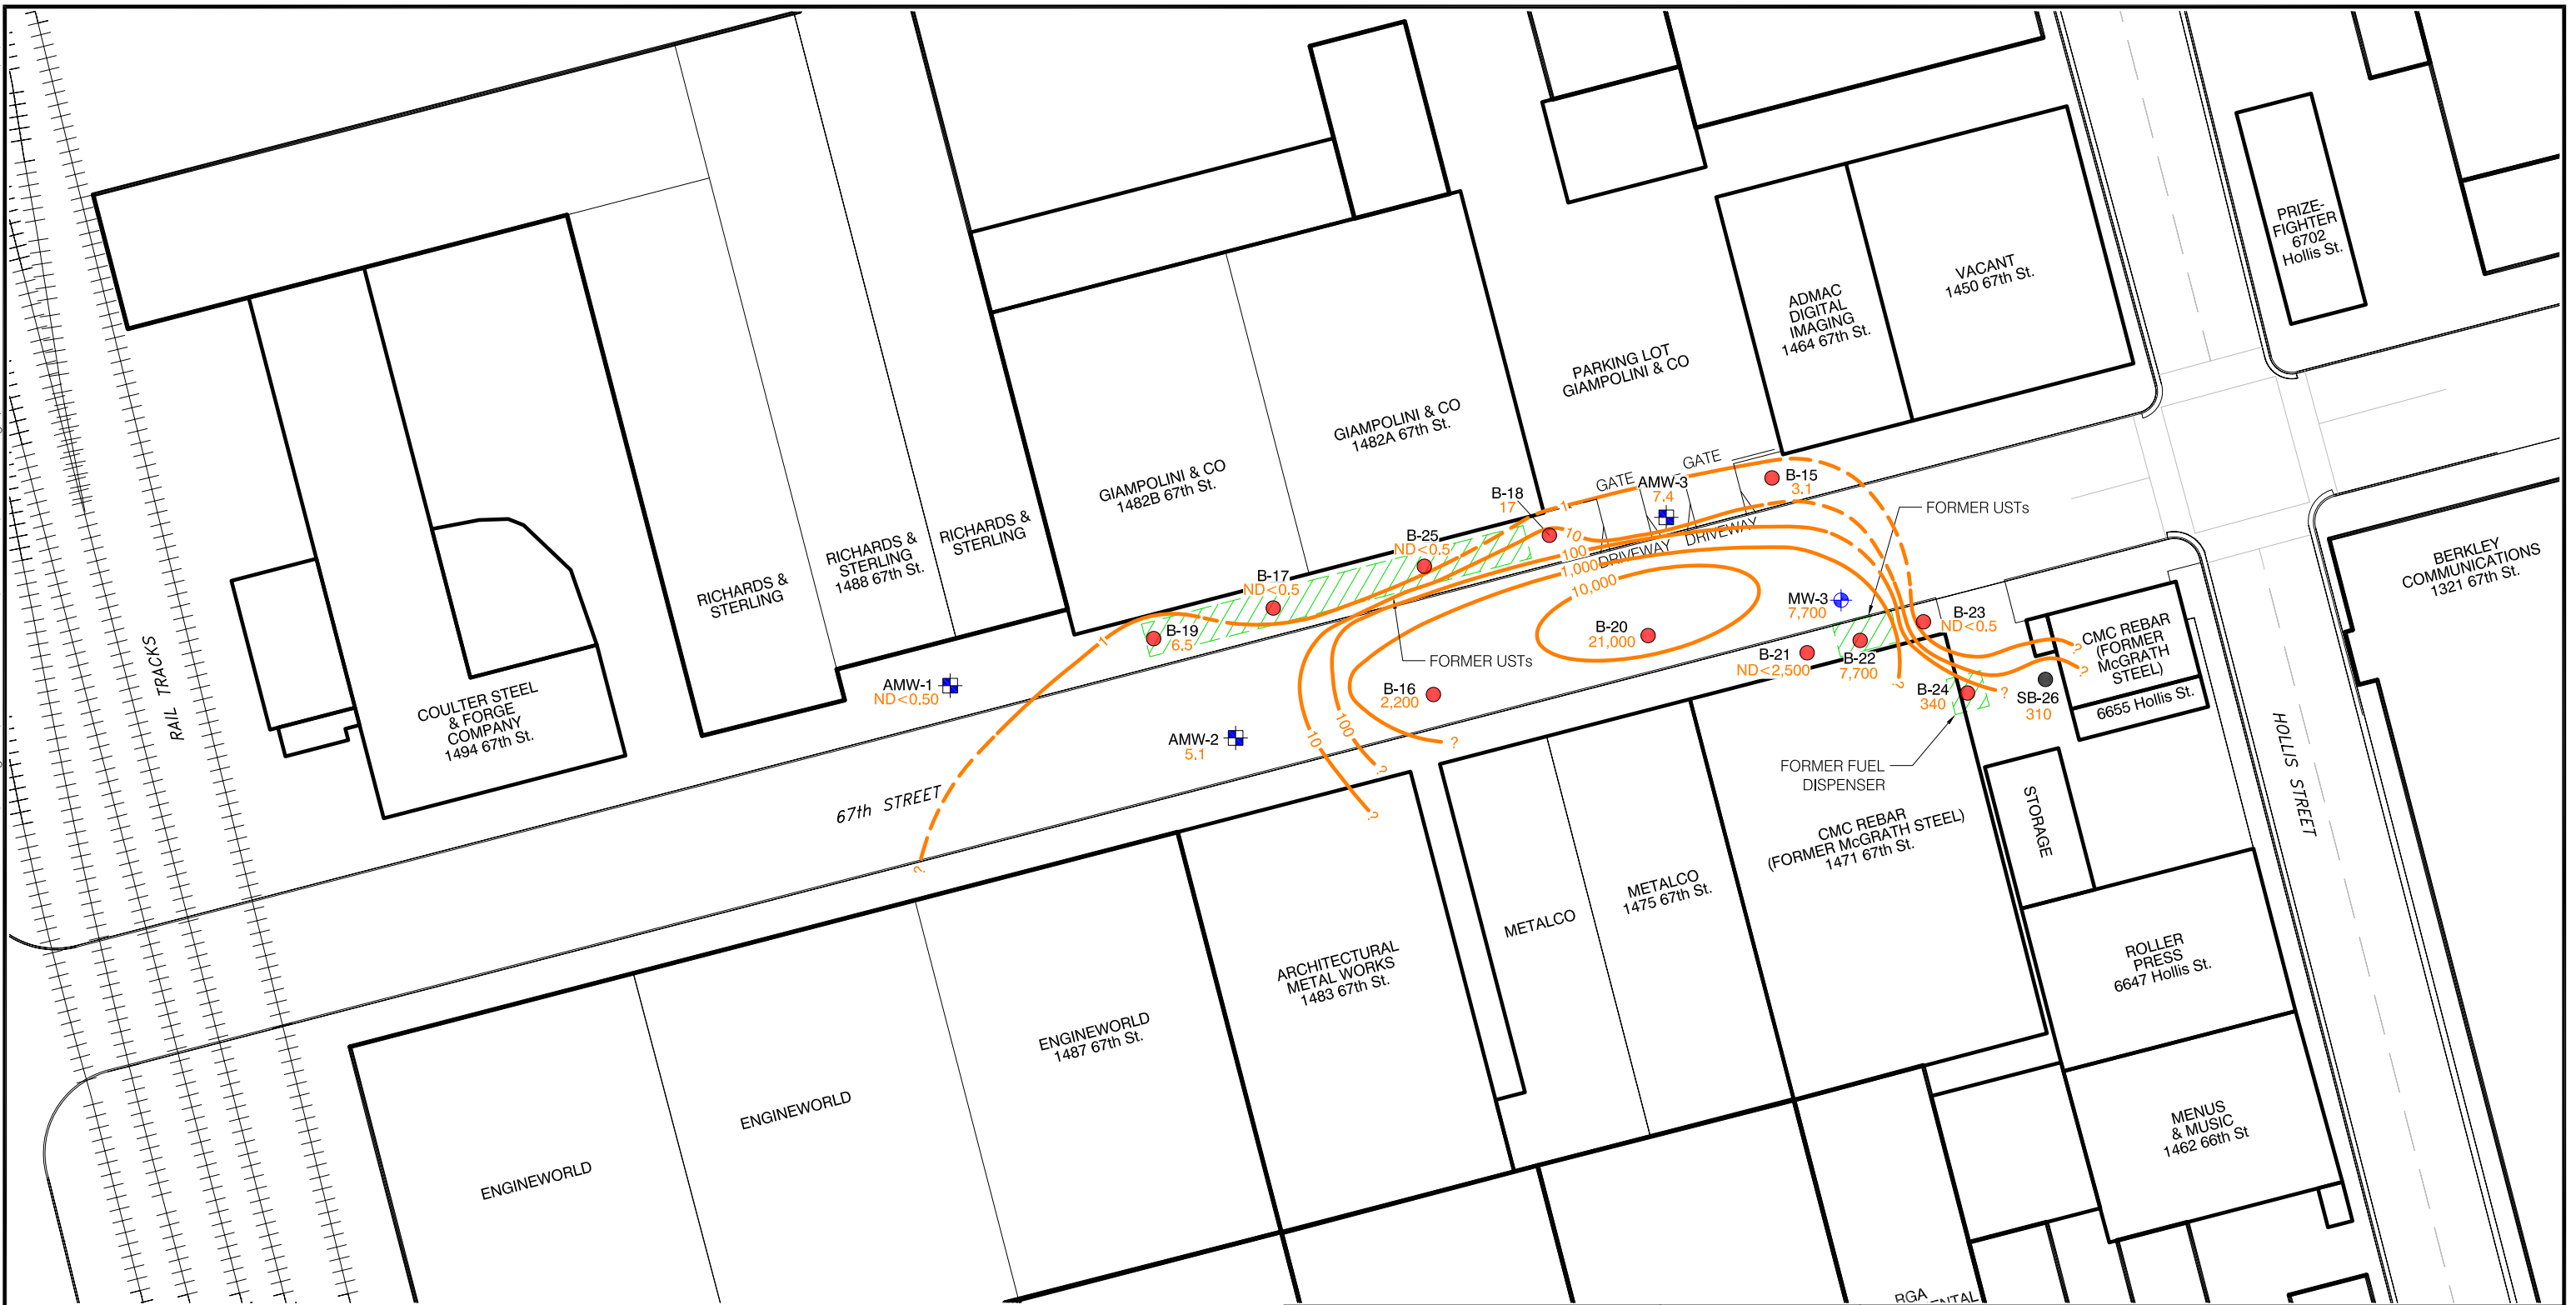 PRIZE-
FIGHTER
6702
Hollis St.
VACANT
1450 67th St.
ADMAC
DIGITAL
IMAGING
1464 67th St.
PARKING LOT
GIAMPOLINI & CO
GIAMPOLINI & CO
1482A 67th St.
GIAMPOLINI & CO
1482B 67th St.
RICHARDS &
STERLING
RICHARDS &
STERLING
1488 67th St.
RICHARDS &
STERLING
COULTER STEEL
& FORGE
COMPANY
1494 67th St.
RAIL TRACKS
GATE
GATE
AMW-3
7.4
B-15
3.1
B-18
17
1
10
100
1,000
10,000
DRIVEWAY
DRIVEWAY
FORMER USTs
B-25
ND<0.5
B-17
ND<0.5
B-19
6.5
1
AMW-1
ND<0.50
AMW-2
5.1
FORMER USTs
B-16
2,200
B-20
21,000
MW-3
7,700
B-21
ND<2,500
B-22
7,700
B-23
ND<0.5
B-24
340
SB-26
310
?
?
?
?
?
?
?
?
10
100
FORMER FUEL
DISPENSER
CMC REBAR
(FORMER
McGRATH
STEEL)
6655 Hollis St.
BERKLEY
COMMUNICATIONS
1321 67th St.
HOLLIS STREET
67th STREET
STORAGE
CMC REBAR
(FORMER McGRATH STEEL)
1471 67th St.
METALCO
1475 67th St.
METALCO
ARCHITECTURAL
METAL WORKS
1483 67th St.
ENGINEWORLD
1487 67th St.
ENGINEWORLD
ENGINEWORLD
ROLLER
PRESS
6647 Hollis St.
MENUS
& MUSIC
1462 66th St
RGA